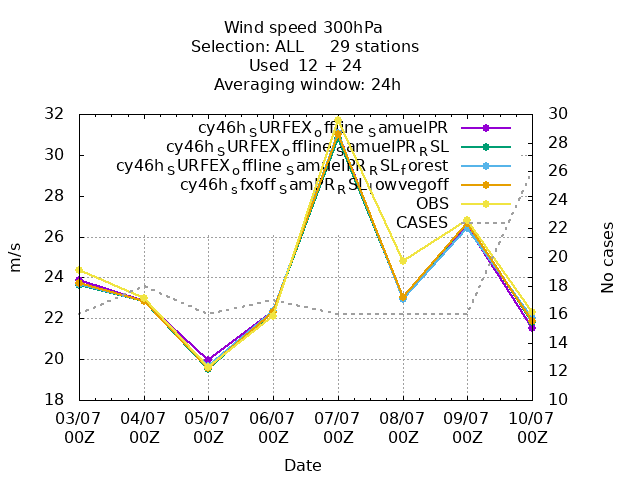 Wind speed 300hPa
Selection: ALL 29 stations
Used 12 + 24
Averaging window: 24h
32 30
cy46h_SURFEX_offline_SamuelPR
28
cy46h_SURFEX_offline_SamuelPR_RSL
30 26
cy46h_SURFEX_offline_SamuelPR_RSL_forest
cy46h_sfxoff_SamPR_RSL_lowvegoff
28 24
OBS
CASES
22
26
20
24 18
22 16
14
20
12
18 10
m/s
No cases
03/07 04/07 05/07 06/07 07/07 08/07 09/07 10/07
00Z 00Z 00Z 00Z 00Z 00Z 00Z 00Z
Date